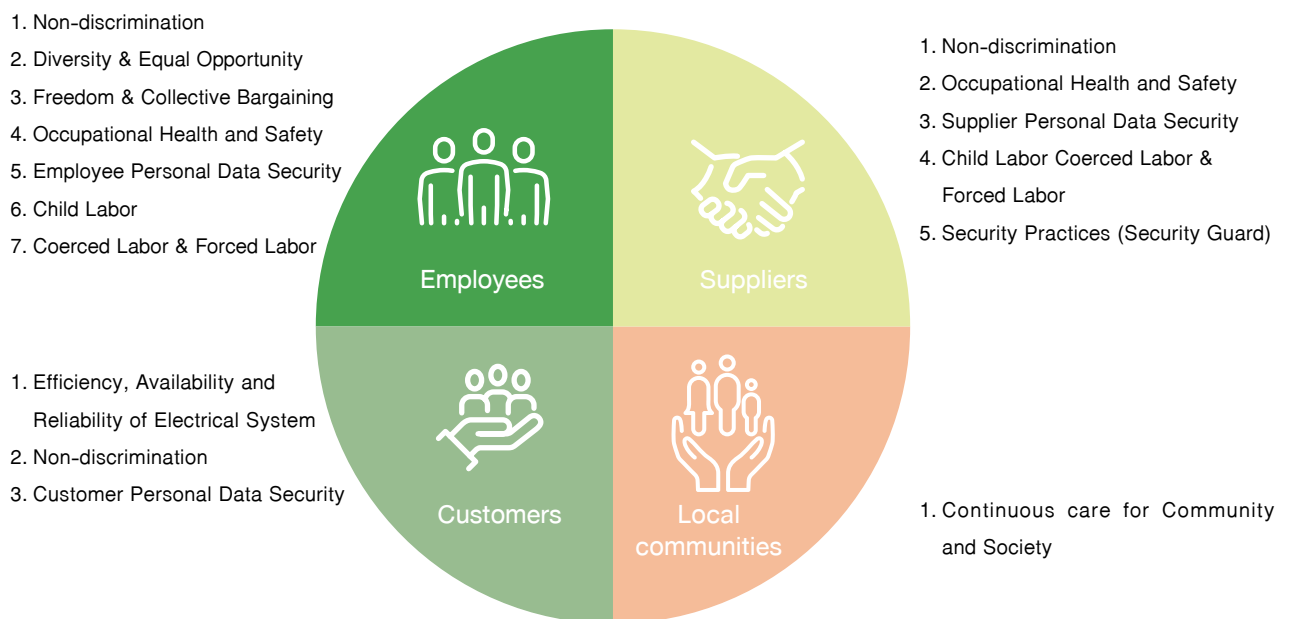 1. Non-discrimination
2. Diversity & Equal Opportunity
3. Freedom & Collective Bargaining
4. Occupational Health and Safety
5. Employee Personal Data Security
6. Child Labor
7. Coerced Labor & Forced Labor
Employees
1. Non-discrimination
2. Occupational Health and Safety
3. Supplier Personal Data Security
4. Child Labor Coerced Labor &
Forced Labor
5. Security Practices (Security Guard)
Suppliers
1. Efficiency, Availability and
Reliability of Electrical System
2. Non-discrimination
3. Customer Personal Data Security
Customers
Local
communities
1. Continuous care for Community
and Society